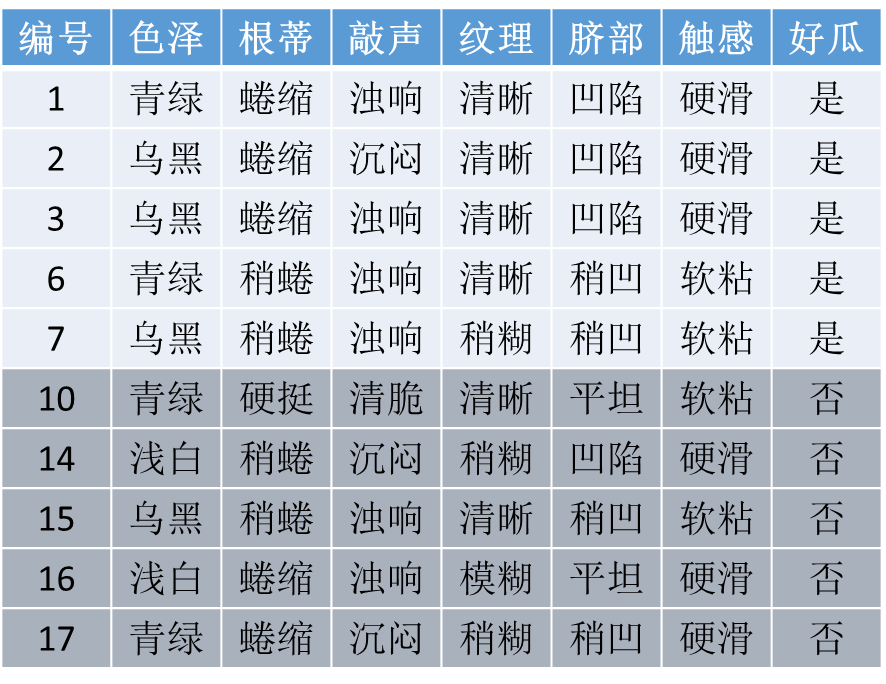 编号 色泽 根蒂 敲声 纹理 脐部 触感 好瓜
1 青绿 蜷缩 浊响 清晰 凹陷 硬滑 是
2 乌黑 蜷缩 沉闷 清晰 凹陷 硬滑 是
3 乌黑 蜷缩 浊响 清晰 凹陷 硬滑 是
6 青绿 稍蜷 浊响 清晰 稍凹 软粘 是
7 乌黑 稍蜷 浊响 稍糊 稍凹 软粘 是
10 青绿 硬挺 清脆 清晰 平坦 软粘 否
14 浅白 稍蜷 沉闷 稍糊 凹陷 硬滑 否
15 乌黑 稍蜷 浊响 清晰 稍凹 软粘 否
16 浅白 蜷缩 浊响 模糊 平坦 硬滑 否
17 青绿 蜷缩 沉闷 稍糊 稍凹 硬滑 否